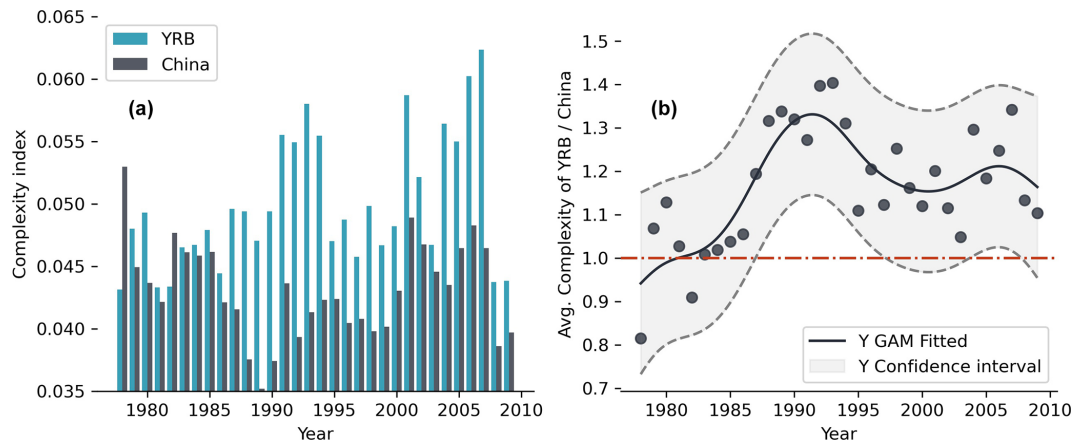 (a)
YRB
China
Complexity index
0.065
0.060
0.055
0.050
0.045
0.040
0.035
1980 1985 1990 1995 2000 2005 2010
Year
(b)
Avg. Complexity of YRB / China
1.5
1.4
1.3
1.2
1.1
1.0
0.9
0.8
0.7
Y GAM Fitted
Y Confidence interval
1980 1985 1990 1995 2000 2005 2010
Year